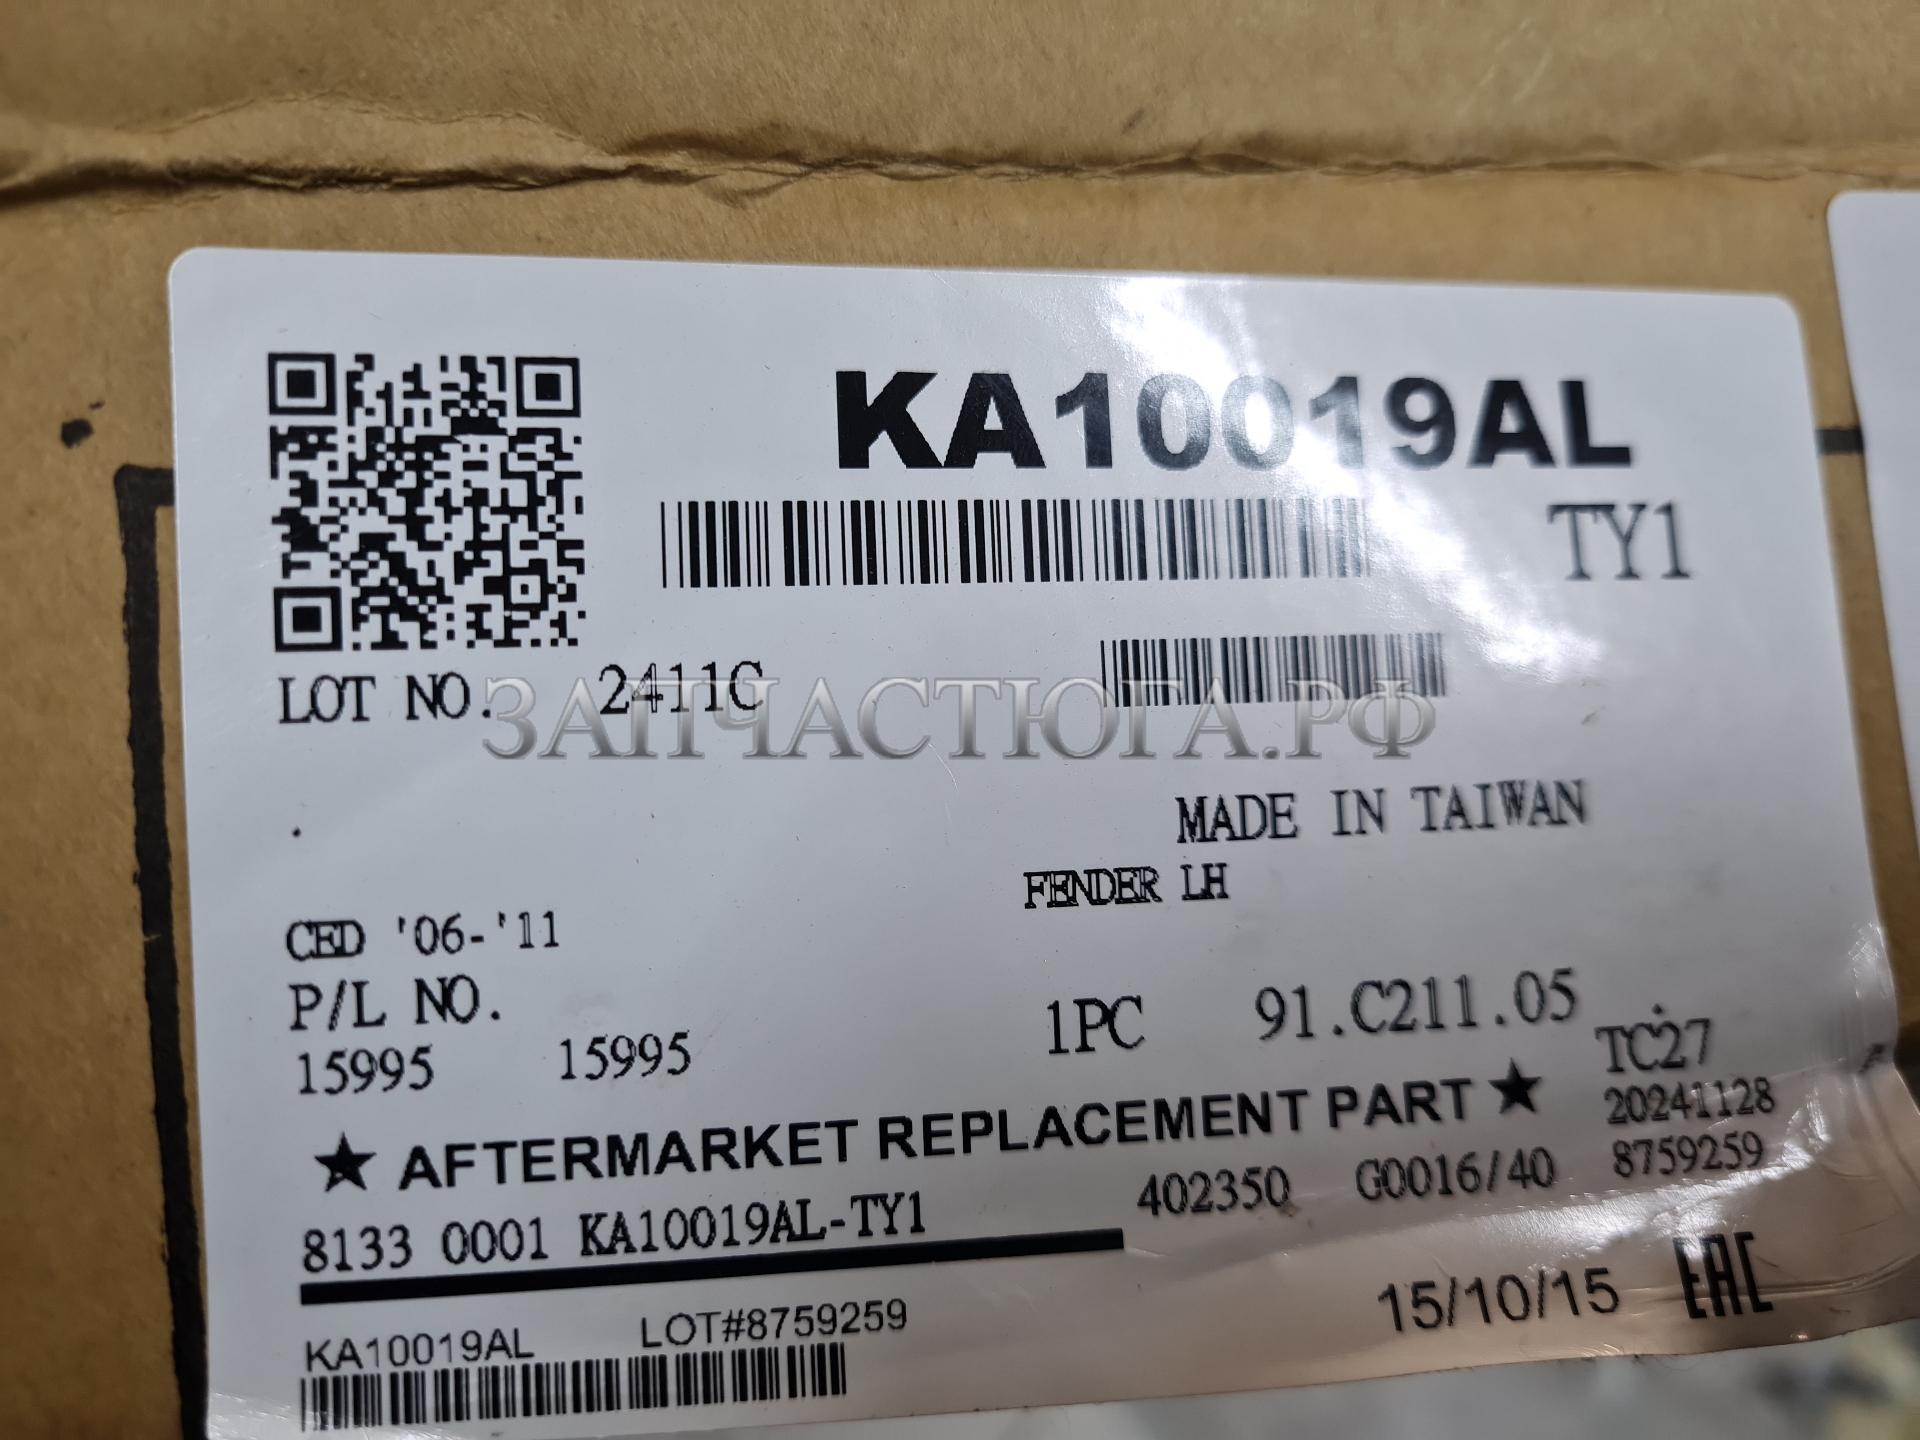 KA10019AL
TY1
LOT NO. 2411C
ЗАПЧАСТЮГА.РФ
MADE IN TAIWAN
FENDER LH
CED '06-'11
P/L NO.
1PC 91.C211.05
15995 15995
TC27
★ AFTERMARKET REPLACEMENT PART ★
20241128
8133 0001 KA10019AL-TY1
402350 G0016/40 8759259
15/10/15 EAC
KA10019AL LOT#8759259